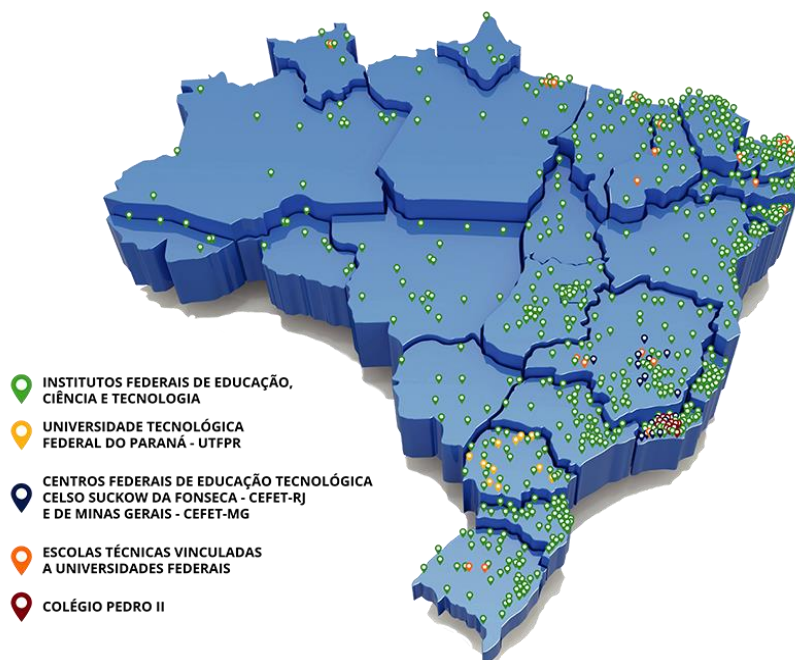 INSTITUTOS FEDERAIS DE EDUCAÇÃO,
CIÊNCIA E TECNOLOGIA
UNIVERSIDADE TECNOLÓGICA
FEDERAL DO PARANÁ - UTFPR
CENTROS FEDERAIS DE EDUCAÇÃO TECNOLÓGICA
CELSO SUCKOW DA FONSECA - CEFET-RJ
E DE MINAS GERAIS - CEFET-MG
ESCOLAS TÉCNICAS VINCULADAS
A UNIVERSIDADES FEDERAIS
COLÉGIO PEDRO II